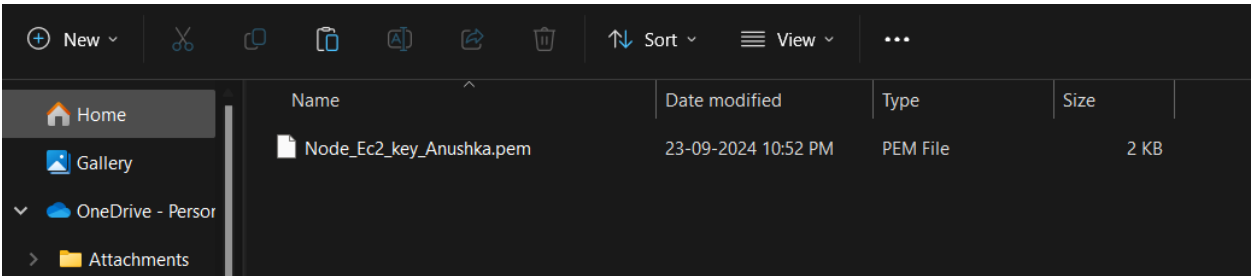 New Sort View
Name Date modified Type Size
Home
Node_Ec2_key_Anushka.pem 23-09-2024 10:52 PM PEM File 2 KB
Gallery
OneDrive - Person
Attachments